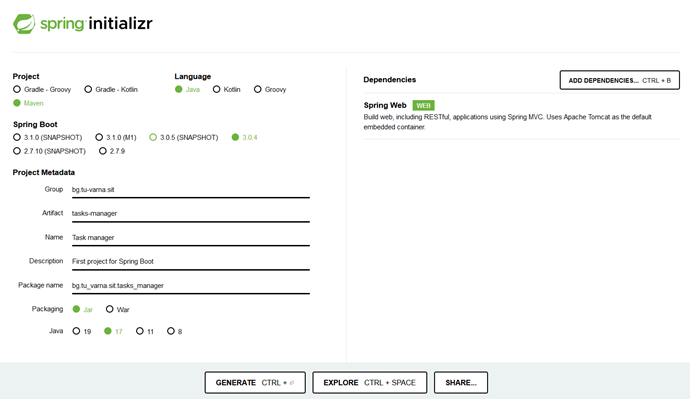 spring initializr
Project
Gradle - Groovy Gradle - Kotlin
Maven
Language
Java Kotlin Groovy
Spring Boot
3.1.0 (SNAPSHOT) 3.1.0 (M1) 3.0.5 (SNAPSHOT) 3.0.4
2.7.10 (SNAPSHOT) 2.7.9
Project Metadata
Group bg.tu-varna.sit
Artifact tasks-manager
Name Task manager
Description First project for Spring Boot
Package name bg.tu_varna.sit.tasks_manager
Packaging Jar War
Java 19 17 11 8
Dependencies
ADD DEPENDENCIES... CTRL + B
Spring Web WEB
Build web, including RESTful, applications using Spring MVC. Uses Apache Tomcat as the default
embedded container.
GENERATE CTRL + ⏎
EXPLORE CTRL + SPACE
SHARE...